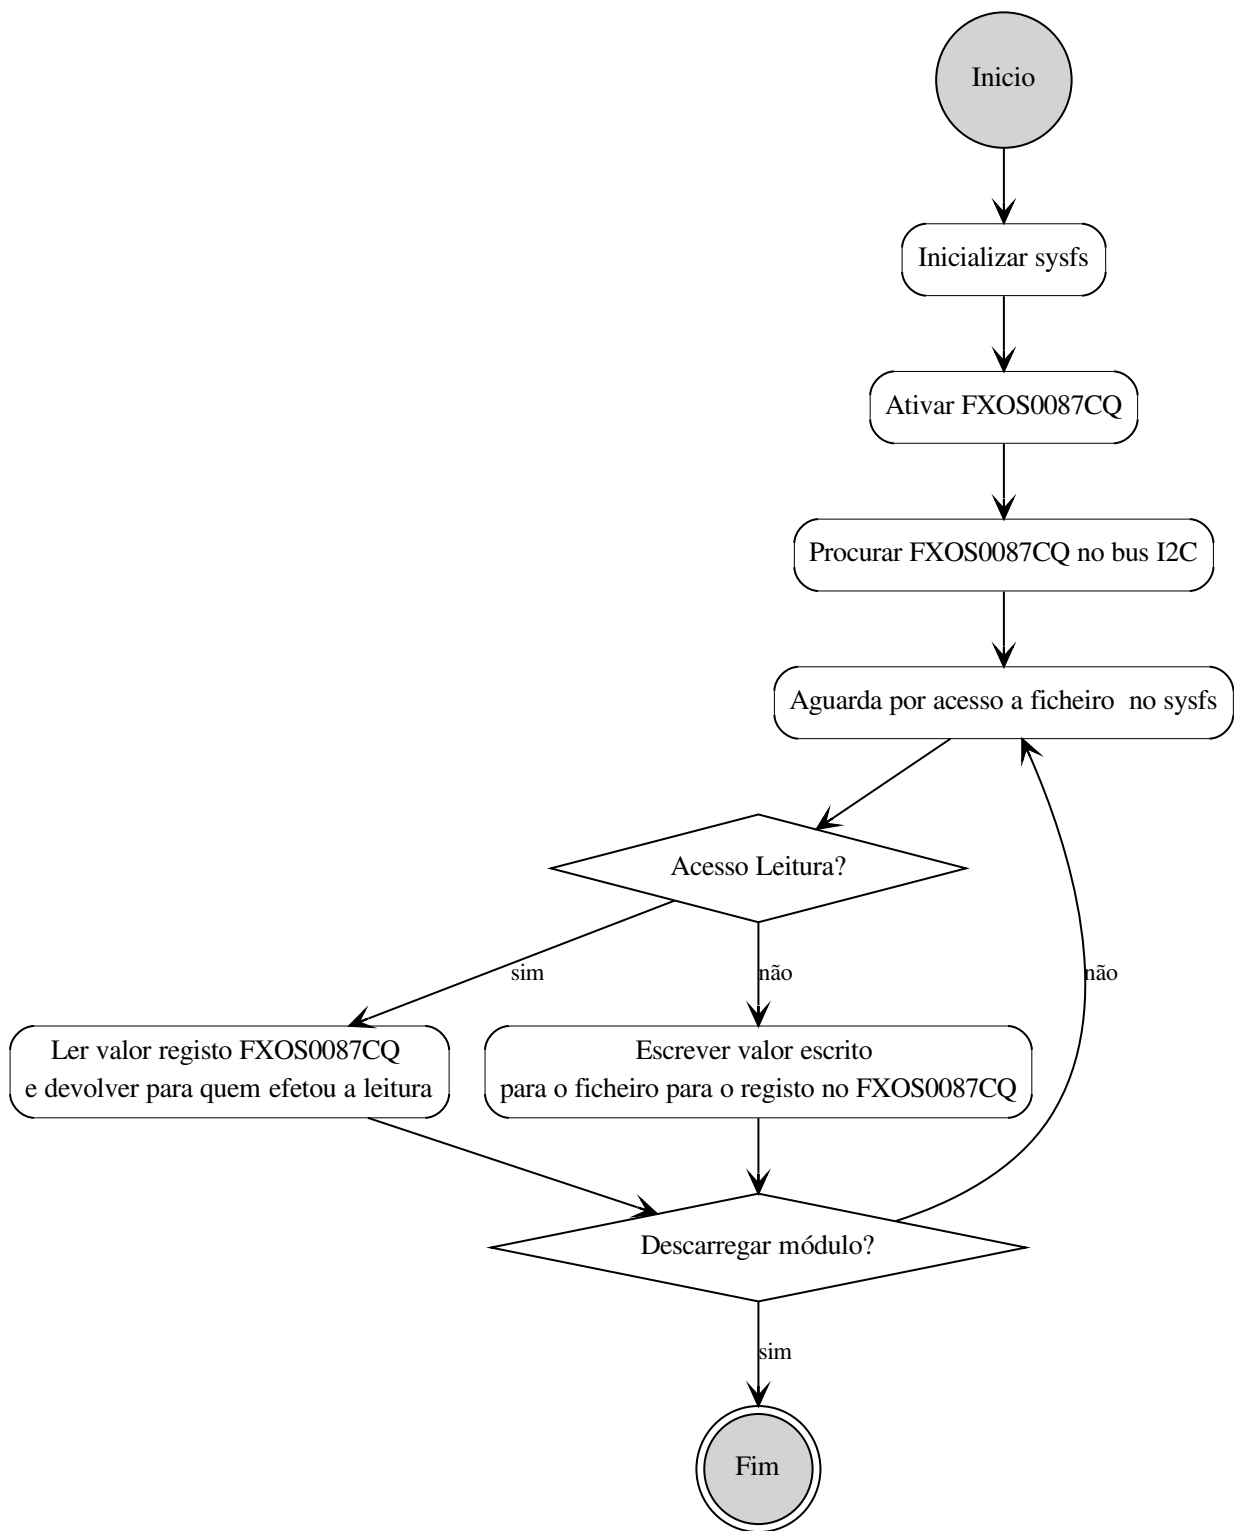 Inicio
Inicializar sysfs
Ativar FXOS0087CQ
Procurar FXOS0087CQ no bus I2C
Aguarda por acesso a ficheiro  no sysfs
Acesso Leitura?
sim
não
não
Ler valor registo FXOS0087CQ
e devolver para quem efetou a leitura
Escrever valor escrito
para o ficheiro para o registo no FXOS0087CQ
Descarregar módulo?
sim
Fim